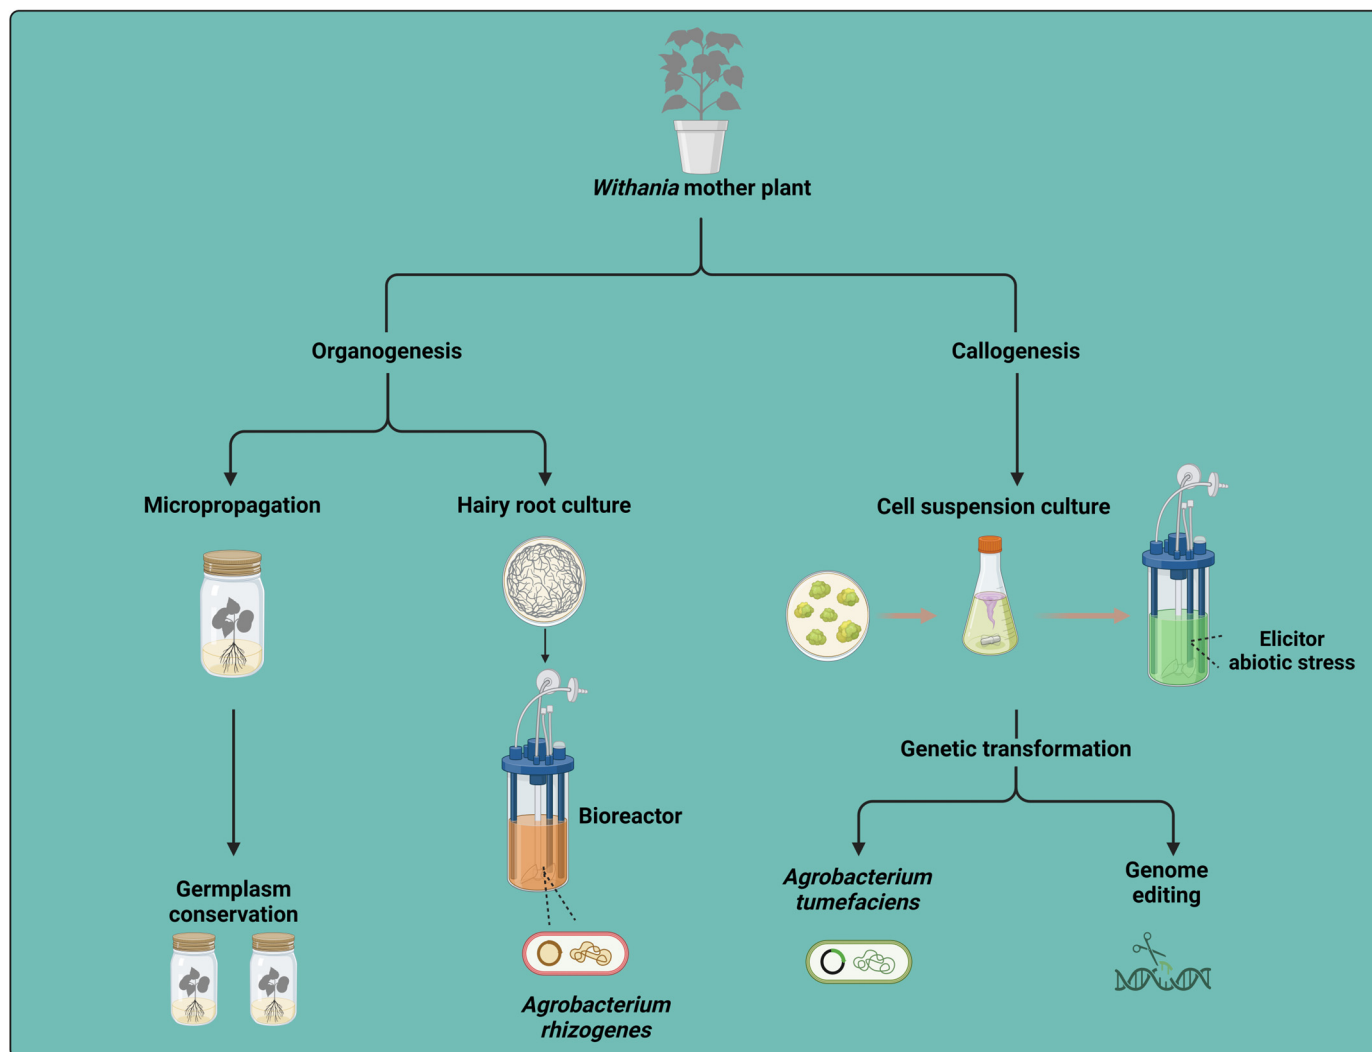 Withania mother plant
Organogenesis
Callogenesis
Micropropagation
Hairy root culture
Cell suspension culture
Elicitor
abiotic stress
Genetic transformation
Bioreactor
Germplasm
conservation
Agrobacterium
rhizogenes
Agrobacterium
tumefaciens
Genome
editing